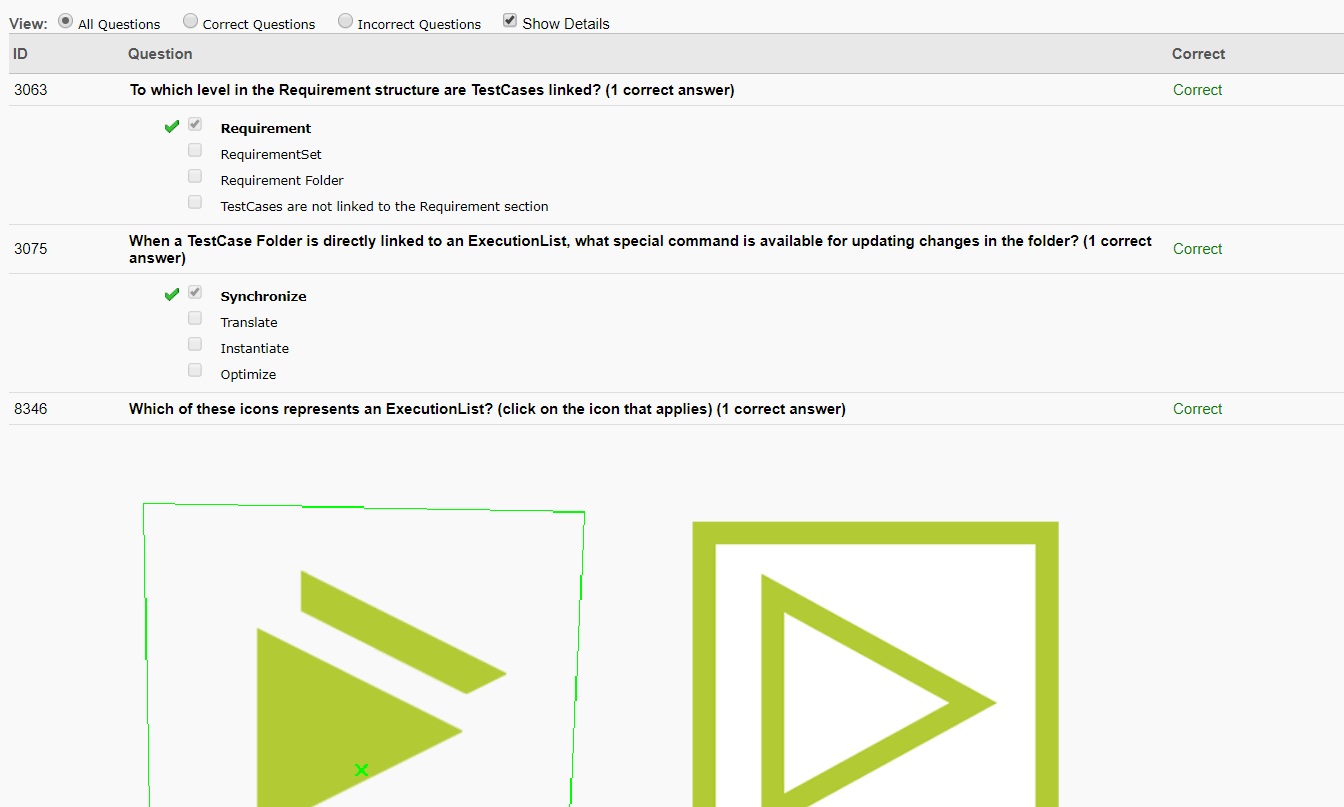 View: All Questions Correct Questions Incorrect Questions Show Details
ID Question Correct
3063 To which level in the Requirement structure are TestCases linked? (1 correct answer) Correct
Requirement
RequirementSet
Requirement Folder
TestCases are not linked to the Requirement section
3075 When a TestCase Folder is directly linked to an ExecutionList, what special command is available for updating changes in the folder? (1 correct
answer) Correct
Synchronize
Translate
Instantiate
Optimize
8346 Which of these icons represents an ExecutionList? (click on the icon that applies) (1 correct answer) Correct